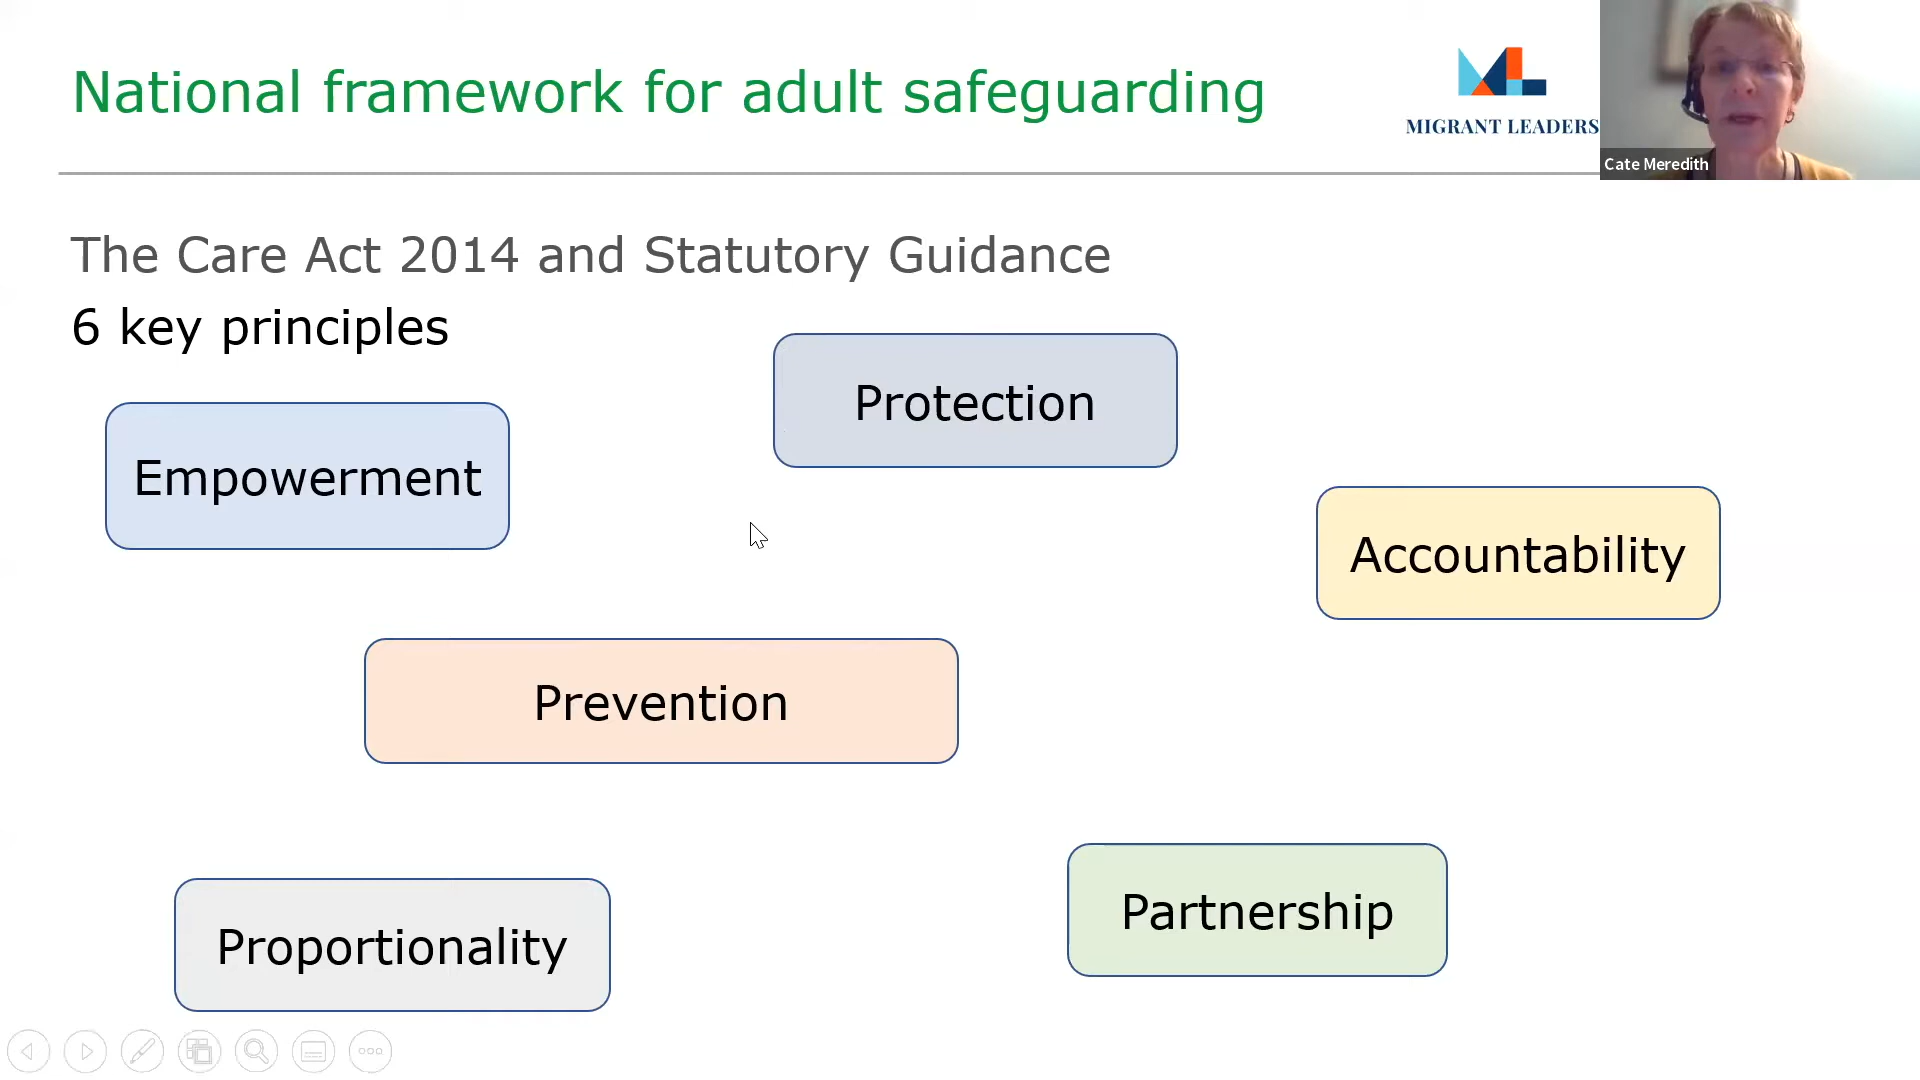 National framework for adult safeguarding
MIGRANT LEADERS
Cate Meredith
The Care Act 2014 and Statutory Guidance
6 key principles
Protection
Empowerment
Accountability
Prevention
Partnership
Proportionality